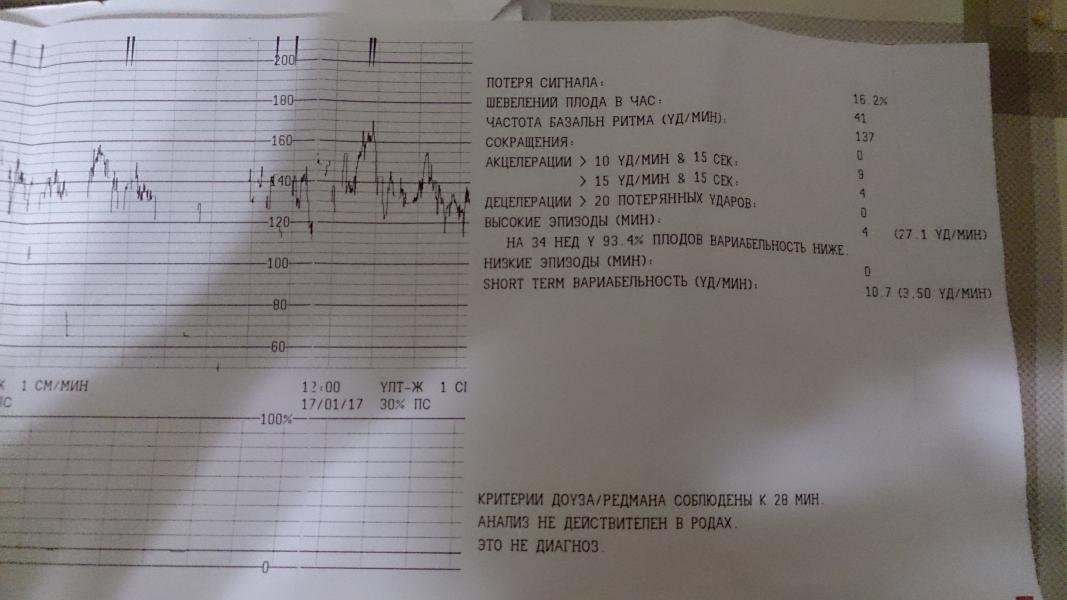 200
180
160
140
120
100
80
60
Ж 1 СМ/МИН 12:00 УЛТ-Ж 1
ПС 17/01/17 30% ПС
100%
0
ПОТЕРЯ СИГНАЛА: 16.2%
ШЕВЕЛЕНИЙ ПЛОДА В ЧАС: 41
ЧАСТОТА БАЗАЛЬН РИТМА (УД/МИН): 137
СОКРАЩЕНИЯ: 0
АКЦЕЛЕРАЦИИ > 10 УД/МИН & 15 СЕК: 9
> 15 УД/МИН & 15 СЕК: 4
ДЕЦЕЛЕРАЦИИ > 20 ПОТЕРЯННЫХ УДАРОВ: 0
ВЫСОКИЕ ЭПИЗОДЫ (МИН): 4 (27.1 УД/МИН)
НА 34 НЕД У 93.4% ПЛОДОВ ВАРИАБЕЛЬНОСТЬ НИЖЕ.
НИЗКИЕ ЭПИЗОДЫ (МИН): 0
SHORT TERM ВАРИАБЕЛЬНОСТЬ (УД/МИН): 10.7 (3.50 УД/МИН)
КРИТЕРИИ ДОУЗА/РЕДМАНА СОБЛЮДЕНЫ К 28 МИН.
АНАЛИЗ НЕ ДЕЙСТВИТЕЛЕН В РОДАХ.
ЭТО НЕ ДИАГНОЗ.